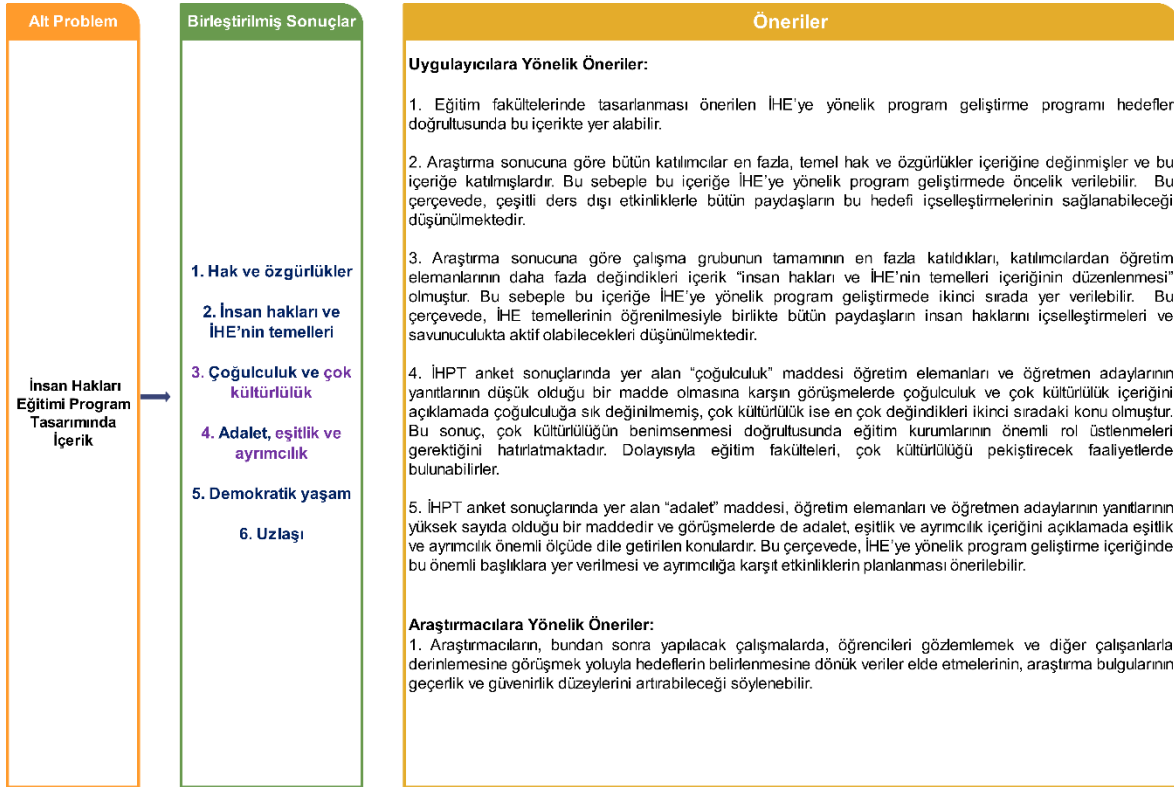 Alt Problem
İnsan Hakları
Eğitimi Program
Tasarımında
İçerik
Birleştirilmiş Sonuçlar
1. Hak ve özgürlükler
2. İnsan hakları ve
İHE'nin temelleri
3. Çoğulculuk ve çok
kültürlülük
4. Adalet, eşitlik ve
ayrımcılık
5. Demokratik yaşam
6. Uzlaşı
Öneriler
Uygulayıcılara Yönelik Öneriler:
1. Eğitim fakültelerinde tasarlanması önerilen İHE'ye yönelik program geliştirme programı hedefler
doğrultusunda bu içerikte yer alabilir.
2. Araştırma sonucuna göre bütün katılımcılar en fazla, temel hak ve özgürlükler içeriğine değinmişler ve bu
içeriğe katılmışlardır. Bu sebeple bu içeriğe İHE'ye yönelik program geliştirmede öncelik verilebilir. Bu
çerçevede, çeşitli ders dışı etkinliklerle bütün paydaşların bu hedefi içselleştirmelerinin sağlanabileceği
düşünülmektedir.
3. Araştırma sonucuna göre çalışma grubunun tamamının en fazla katıldıkları, katılımcılardan öğretim
elemanlarının daha fazla değindikleri içerik “insan hakları ve İHE'nin temelleri içeriğinin düzenlenmesi”
olmuştur. Bu sebeple bu içeriğe İHE'ye yönelik program geliştirmede ikinci sırada yer verilebilir. Bu
çerçevede, İHE temellerinin öğrenilmesiyle birlikte bütün paydaşların insan haklarını içselleştirmeleri ve
savunuculukta aktif olabilecekleri düşünülmektedir.
4. İHPT anket sonuçlarında yer alan “çoğulculuk” maddesi öğretim elemanları ve öğretmen adaylarının
yanıtlarının düşük olduğu bir madde olmasına karşın görüşmelerde çoğulculuk ve çok kültürlülük içeriğini
açıklamada çoğulculuğa sık değinilmemiş, çok kültürlülük ise en çok değindikleri ikinci sıradaki konu olmuştur.
Bu sonuç, çok kültürlülüğün benimsenmesi doğrultusunda eğitim kurumlarının önemli rol üstlenmeleri
gerektiğini hatırlatmaktadır. Dolayısıyla eğitim fakülteleri, çok kültürlülüğü pekiştirecek faaliyetlerde
bulunabilirler.
5. İHPT anket sonuçlarında yer alan “adalet” maddesi, öğretim elemanları ve öğretmen adaylarının yanıtlarının
yüksek sayıda olduğu bir maddedir ve görüşmelerde de adalet, eşitlik ve ayrımcılık içeriğini açıklamada eşitlik
ve ayrımcılık önemli ölçüde dile getirilen konulardır. Bu çerçevede, İHE'ye yönelik program geliştirme içeriğinde
bu önemli başlıklara yer verilmesi ve ayrımcılığa karşıt etkinliklerin planlanması önerilebilir.
Araştırmacılara Yönelik Öneriler:
1. Araştırmacıların, bundan sonra yapılacak çalışmalarda, öğrencileri gözlemlemek ve diğer çalışanlarla
derinlemesine görüşmek yoluyla hedeflerin belirlenmesine dönük veriler elde etmelerinin, araştırma bulgularının
geçerlik ve güvenirlik düzeylerini artırabileceği söylenebilir.